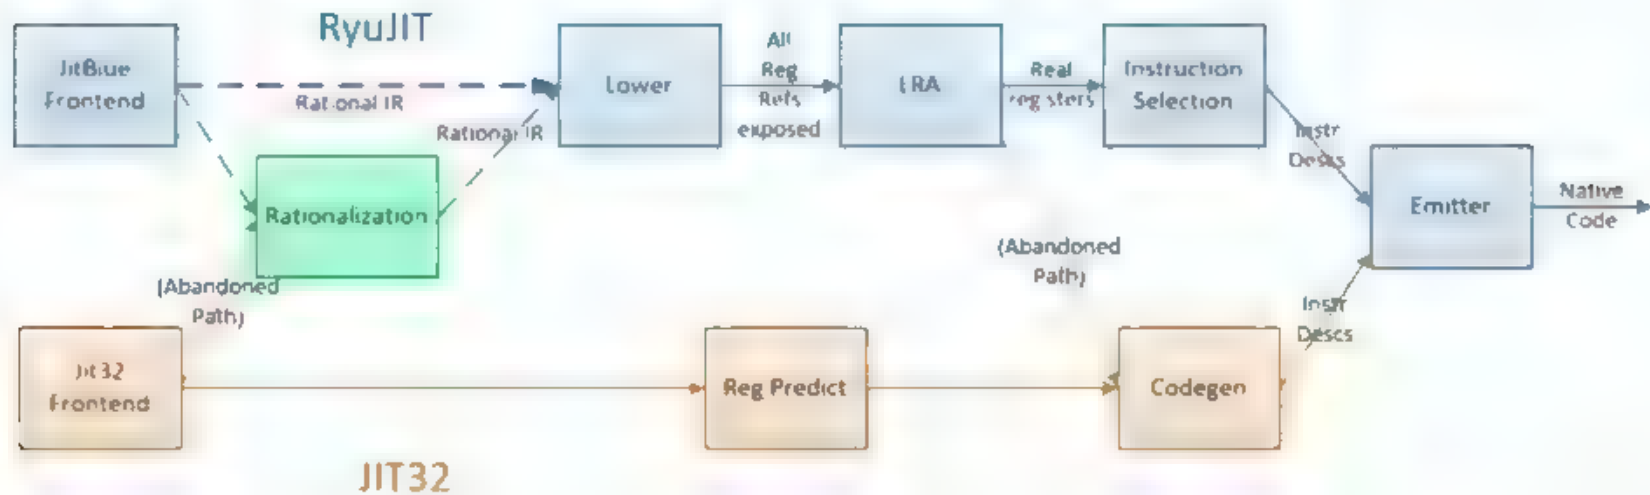 RyuJIT
JitBlue
Frontend
Rational IR
Rational IR
Rationalization
Lower
All
Reg
Refs
exposed
LRA
Real
registers
Instruction
Selection
Instr
Descs
Emitter
Native
Code
(Abandoned
Path)
(Abandoned
Path)
Instr
Descs
Jit32
Frontend
Reg Predict
Codegen
JIT32